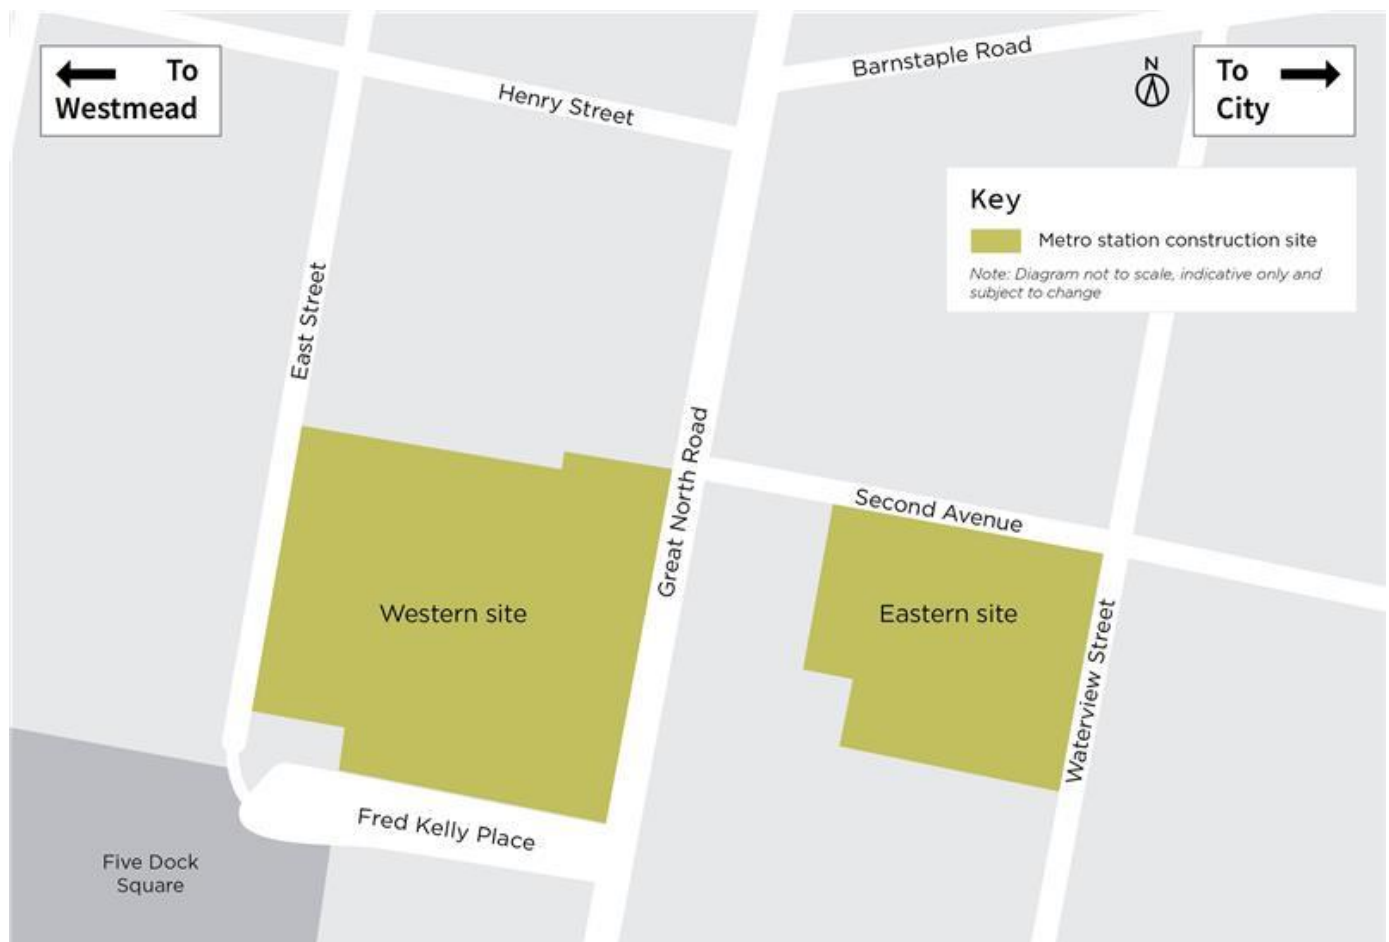 To
Westmead
Henry Street
Barnstaple Road
N
To
City
Key
Metro station construction site
Note: Diagram not to scale, indicative only and
subject to change
East Street
Great North Road
Second Avenue
Western site
Eastern site
Waterview Street
Fred Kelly Place
Five Dock
Square